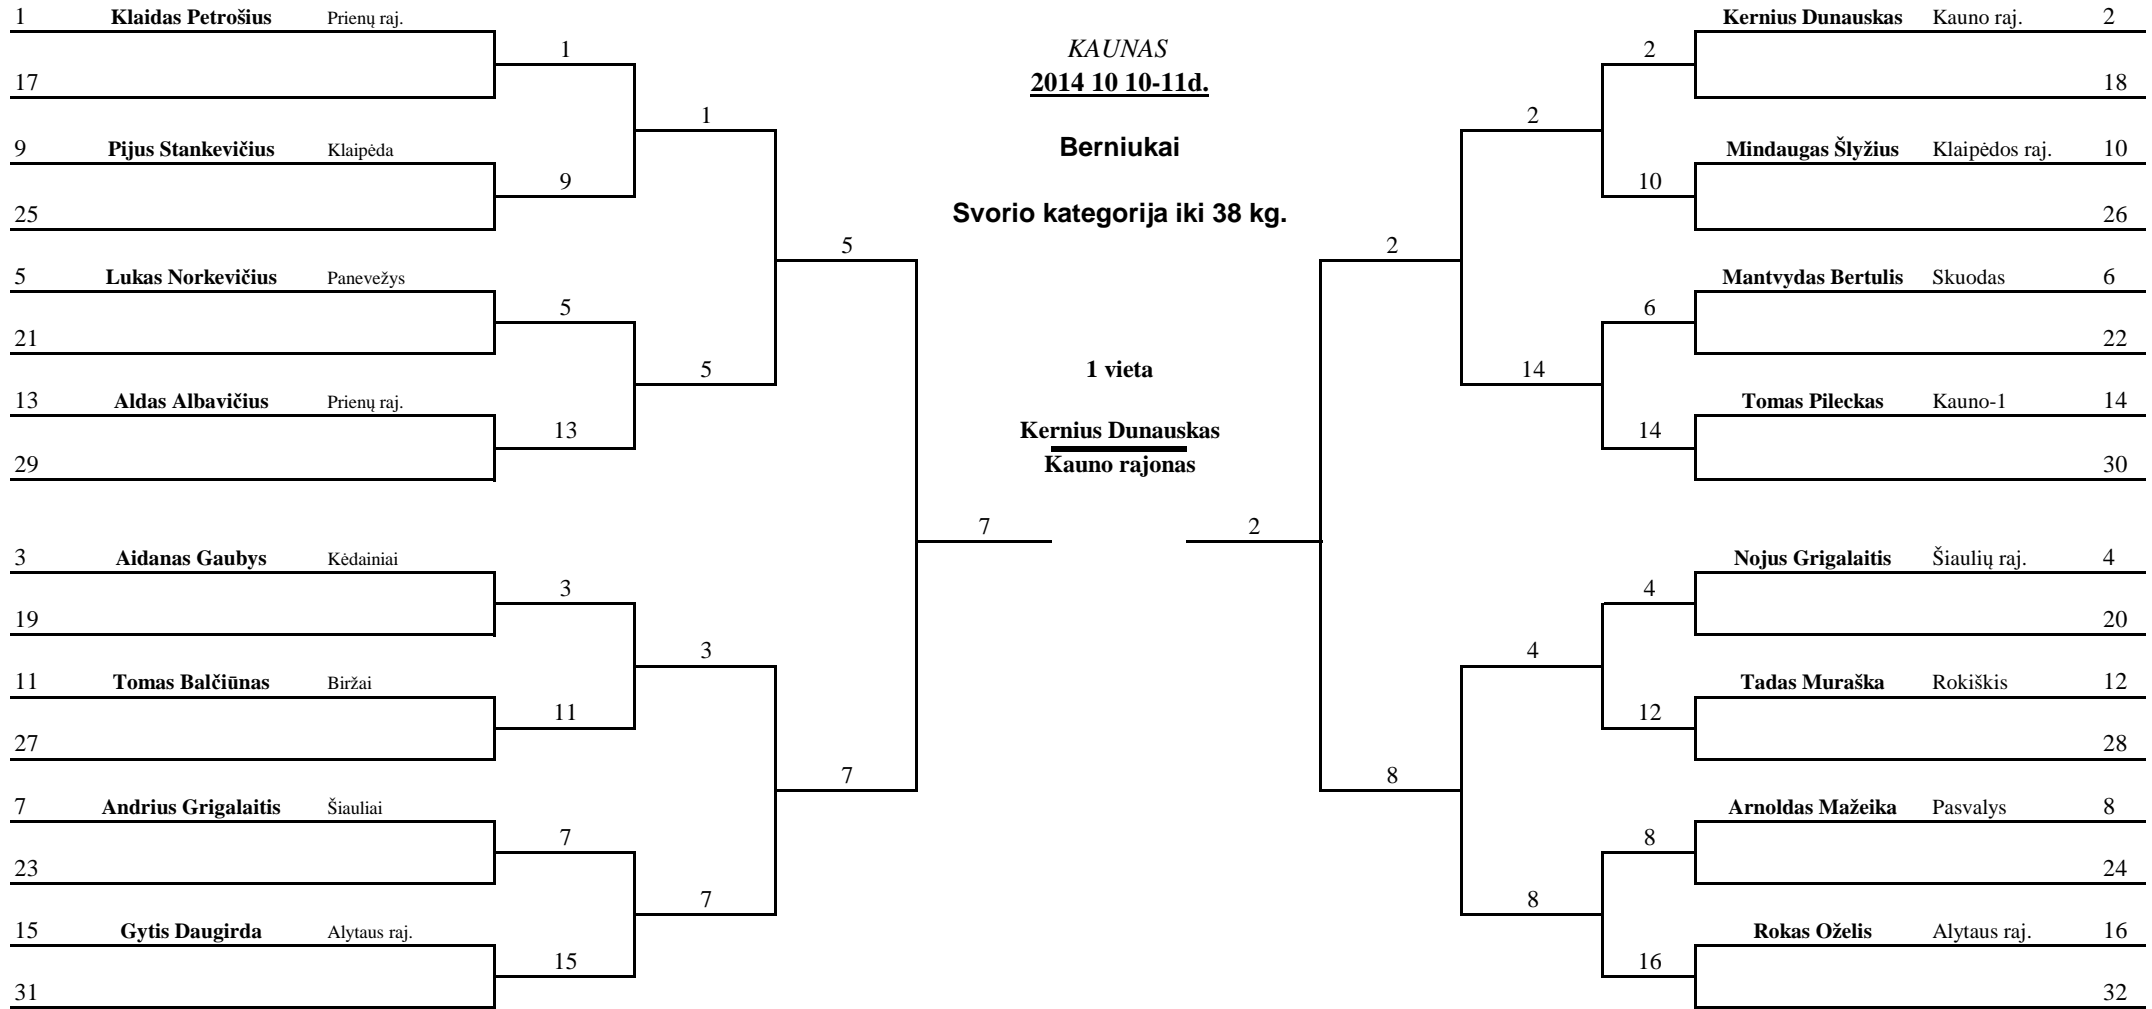 1 Klaidas Petrošius Prienų raj. Kernius Dunauskas Kauno raj. 2
1 KAUNAS 2
17 2014 10 10-11d. 18
1 2
9 Pijus Stankevičius Klaipėda Berniukai Mindaugas Šlyžius Klaipėdos raj. 10
9 10
25 Svorio kategorija iki 38 kg. 26
5 2
5 Lukas Norkevičius Panevežys Mantvydas Bertulis Skuodas 6
5 6
21 22
5 1 vieta 14
13 Aldas Albavičius Prienų raj. Tomas Pileckas Kauno-1 14
13 Kernius Dunauskas 14
29 Kauno rajonas 30
7 2
3 Aidanas Gaubys Kėdainiai Nojus Grigalaitis Šiaulių raj. 4
3 4
19 20
3 4
11 Tomas Balčiūnas Biržai Tadas Muraška Rokiškis 12
11 12
27 28
7 8
7 Andrius Grigalaitis Šiauliai Arnoldas Mažeika Pasvalys 8
7 8
23 24
7 8
15 Gytis Daugirda Alytaus raj. Rokas Oželis Alytaus raj. 16
15 16
31 32